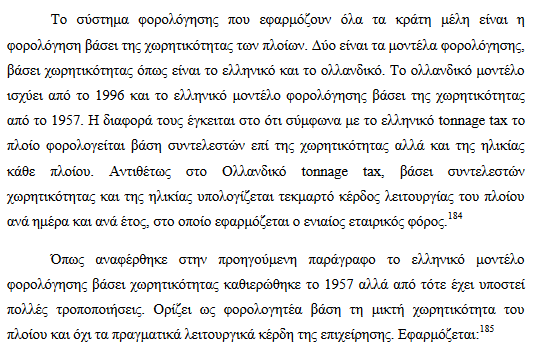 Το σύστημα φορολόγησης που εφαρμόζουν όλα τα κράτη μέλη είναι η
φορολόγηση βάσει της χωρητικότητας των πλοίων. Δύο είναι τα μοντέλα φορολόγησης,
βάσει χωρητικότητας όπως είναι το ελληνικό και το ολλανδικό. Το ολλανδικό μοντέλο
ισχύει από το 1996 και το ελληνικό μοντέλο φορολόγησης βάσει της χωρητικότητας
από το 1957. Η διαφορά τους έγκειται στο ότι σύμφωνα με το ελληνικό tonnage tax το
πλοίο φορολογείται βάση συντελεστών επί της χωρητικότητας αλλά και της ηλικίας
κάθε πλοίου. Αντιθέτως στο Ολλανδικό tonnage tax, βάσει συντελεστών
χωρητικότητας και της ηλικίας υπολογίζεται τεκμαρτό κέρδος λειτουργίας του πλοίου
ανά ημέρα και ανά έτος, στο οποίο εφαρμόζεται ο ενιαίος εταιρικός φόρος.184
Όπως αναφέρθηκε στην προηγούμενη παράγραφο το ελληνικό μοντέλο
φορολόγησης βάσει χωρητικότητας καθιερώθηκε το 1957 αλλά από τότε έχει υποστεί
πολλές τροποποιήσεις. Ορίζει ως φορολογητέα βάση τη μικτή χωρητικότητα του
πλοίου και όχι τα πραγματικά λειτουργικά κέρδη της επιχείρησης. Εφαρμόζεται:185